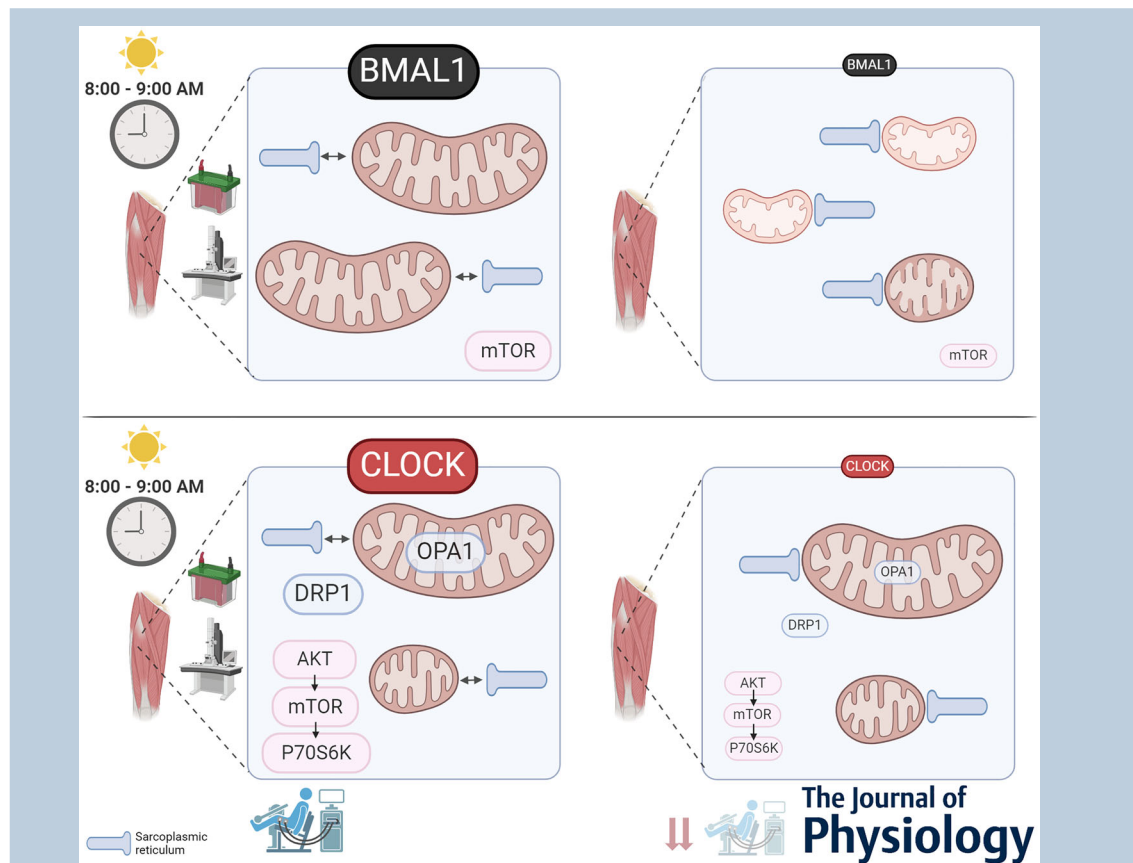 BMAL1
8:00 - 9:00 AM
mTOR
BMAL1
mTOR
CLOCK
8:00 - 9:00 AM
OPA1
DRP1
AKT
mTOR
P70S6K
CLOCK
OPA1
DRP1
AKT
mTOR
P70S6K
Sarcoplasmic
reticulum
The Journal of
Physiology